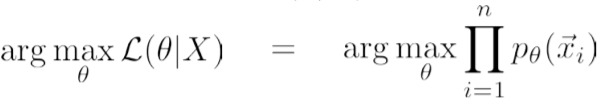 arg max_θ ℒ(θ|X) = arg max_θ ∏_{i=1}^{n} p_θ(x⃗_i)